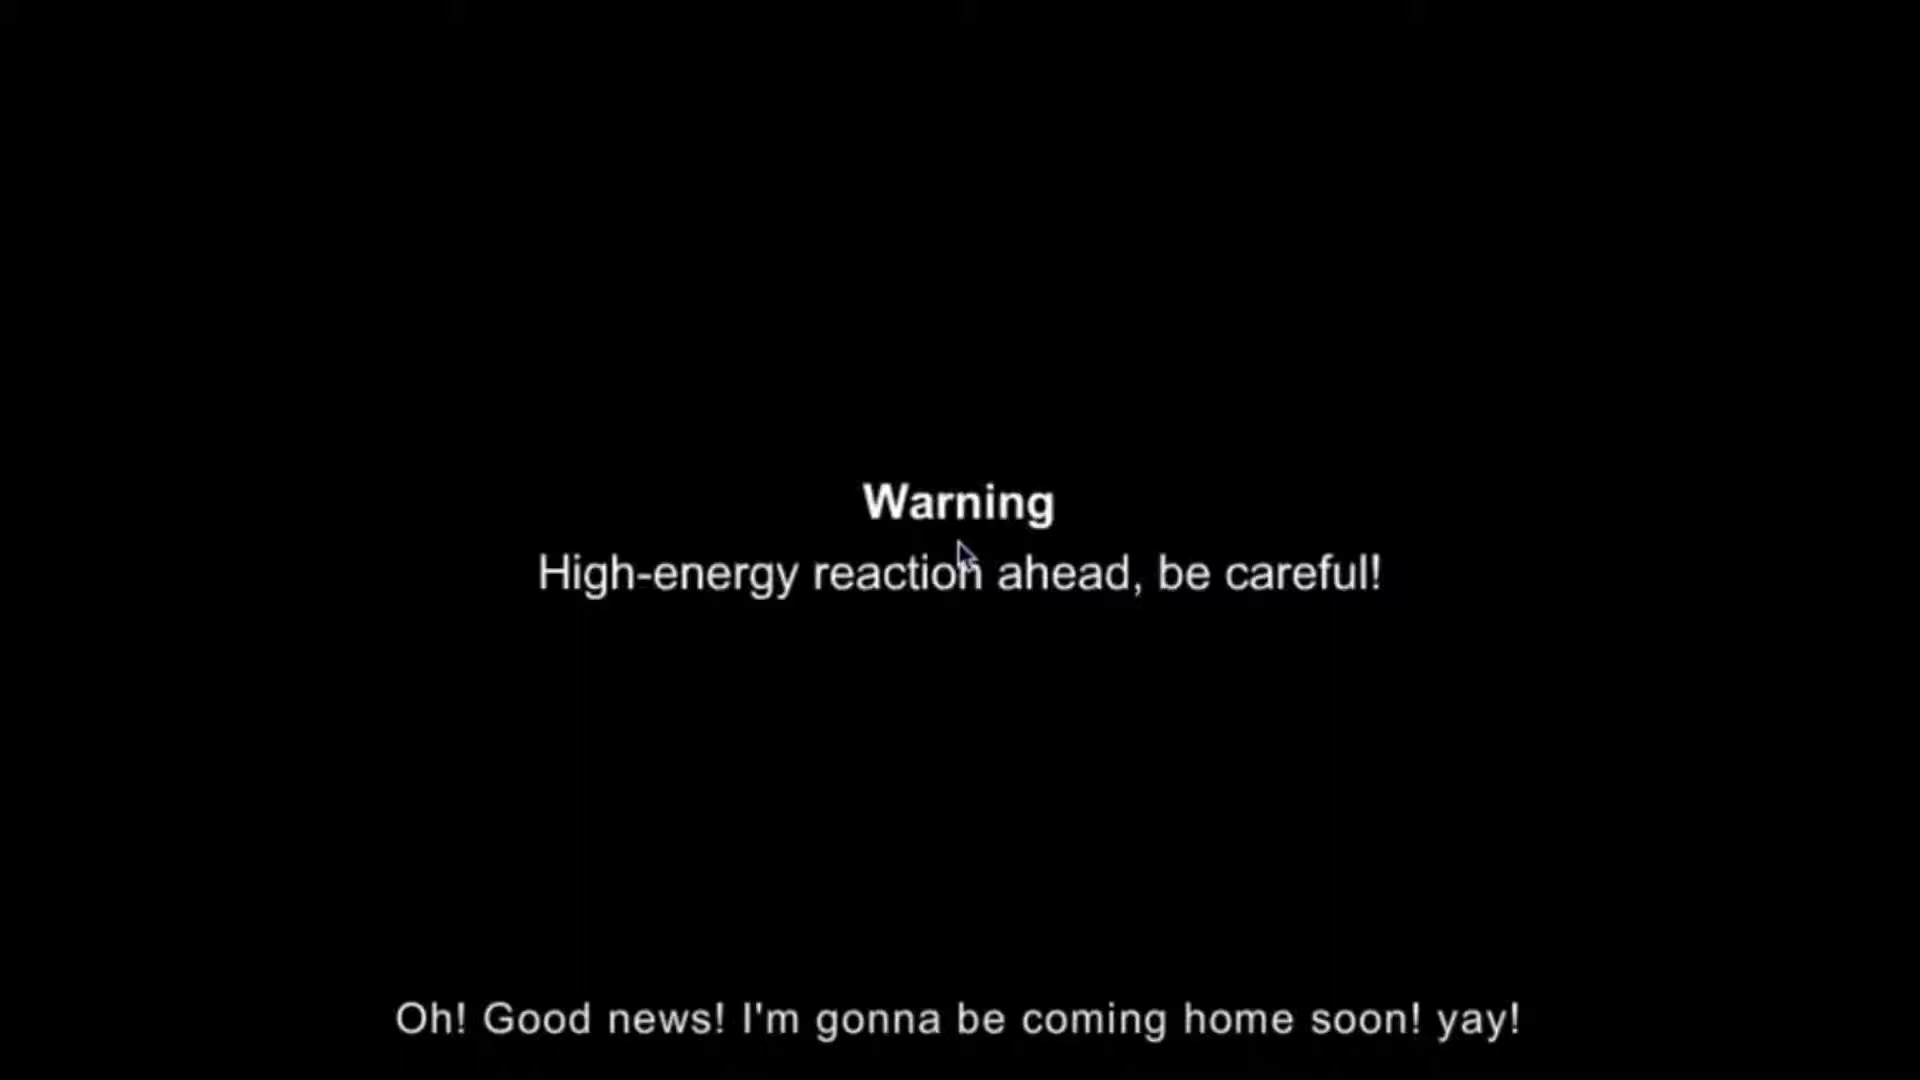 Warning
High-energy reaction ahead, be careful!
Oh! Good news! I'm gonna be coming home soon! yay!